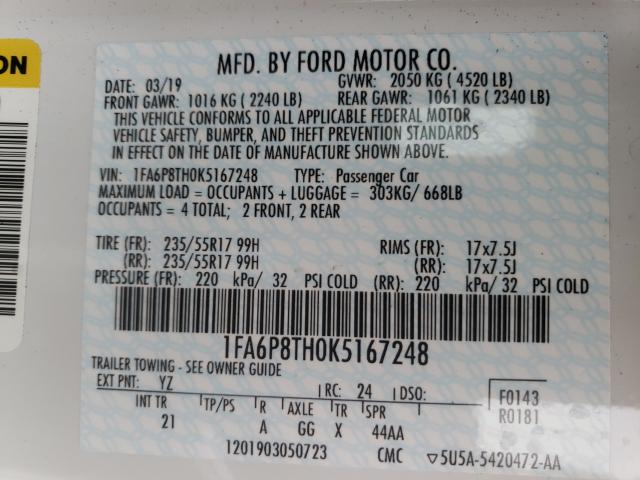 ON
MFD. BY FORD MOTOR CO.
DATE: 03/19 GVWR: 2050 KG ( 4520 LB)
FRONT GAWR: 1016 KG ( 2240 LB) REAR GAWR: 1061 KG ( 2340 LB)
THIS VEHICLE CONFORMS TO ALL APPLICABLE FEDERAL MOTOR
VEHICLE SAFETY, BUMPER, AND THEFT PREVENTION STANDARDS
IN EFFECT ON THE DATE OF MANUFACTURE SHOWN ABOVE.
VIN: 1FA6P8TH0K5167248 TYPE: Passenger Car
MAXIMUM LOAD = OCCUPANTS + LUGGAGE = 303KG/ 668LB
OCCUPANTS = 4 TOTAL; 2 FRONT, 2 REAR
TIRE (FR): 235/55R17 99H RIMS (FR): 17x7.5J
(RR): 235/55R17 99H (RR): 17x7.5J
PRESSURE (FR): 220 kPa/ 32 PSI COLD (RR): 220 kPa/ 32 PSI COLD
1FA6P8TH0K5167248
TRAILER TOWING - SEE OWNER GUIDE
EXT PNT: YZ RC: 24 DSO: F0143
INT TR TP/PS R AXLE TR SPR R0181
21 A GG X 44AA
1201903050723 CMC ▽5U5A-5420472-AA